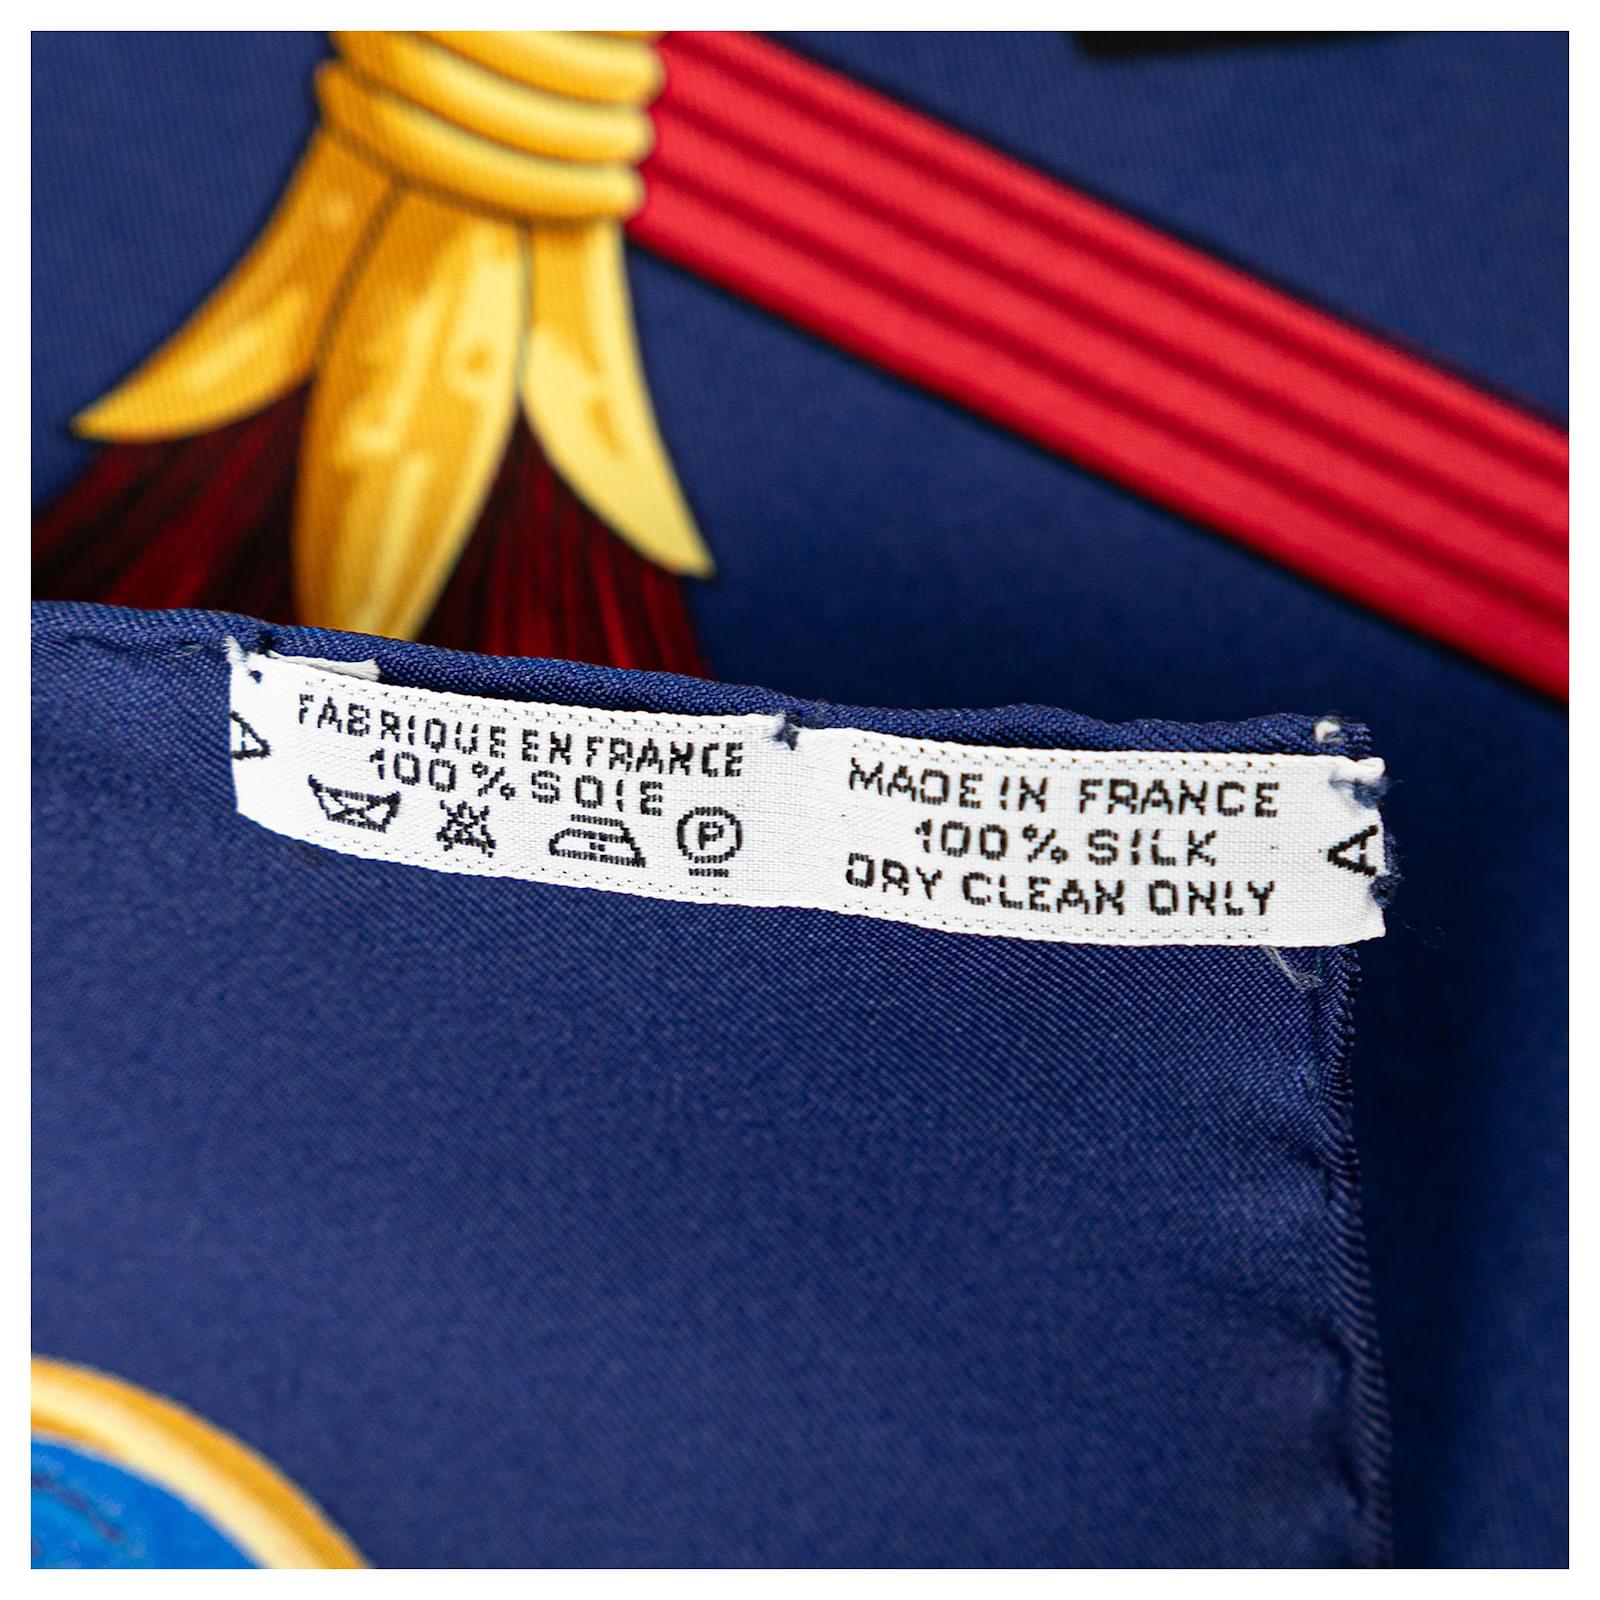 A
FABRIQUE EN FRANCE
100 % SOIE
P
MADE IN FRANCE
100 % SILK
DRY CLEAN ONLY
A